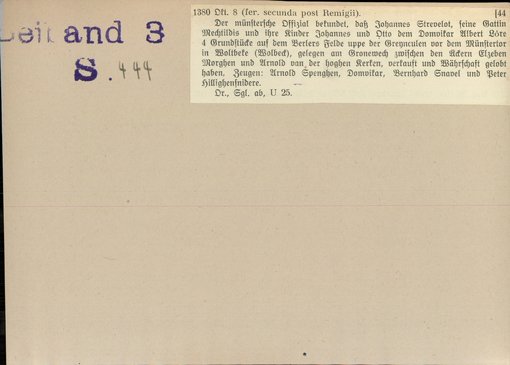 Beiband 3
S. 444
1380 Okt. 8 (fer. secunda post Remigii). [44
Der münstersche Offizial bekundet, daß Johannes Strevelot, seine Gattin
Mechtildis und ihre Kinder Johannes und Otto dem Domvikar Albert Bôte
4 Grundstücke auf dem Berlers Felde uppe der Greynculen vor dem Münstertor
in Woltbeke (Wolbeck), gelegen am Gronewech zwischen den Äckern Elzeben
Morghen und Arnold van der hoghen Kerken, verkauft und Währschaft gelobt
haben. Zeugen: Arnold Spenghen, Domvikar, Bernhard Snavel und Peter
Hillighensnidere.
Or., Sgl. ab, U 25.